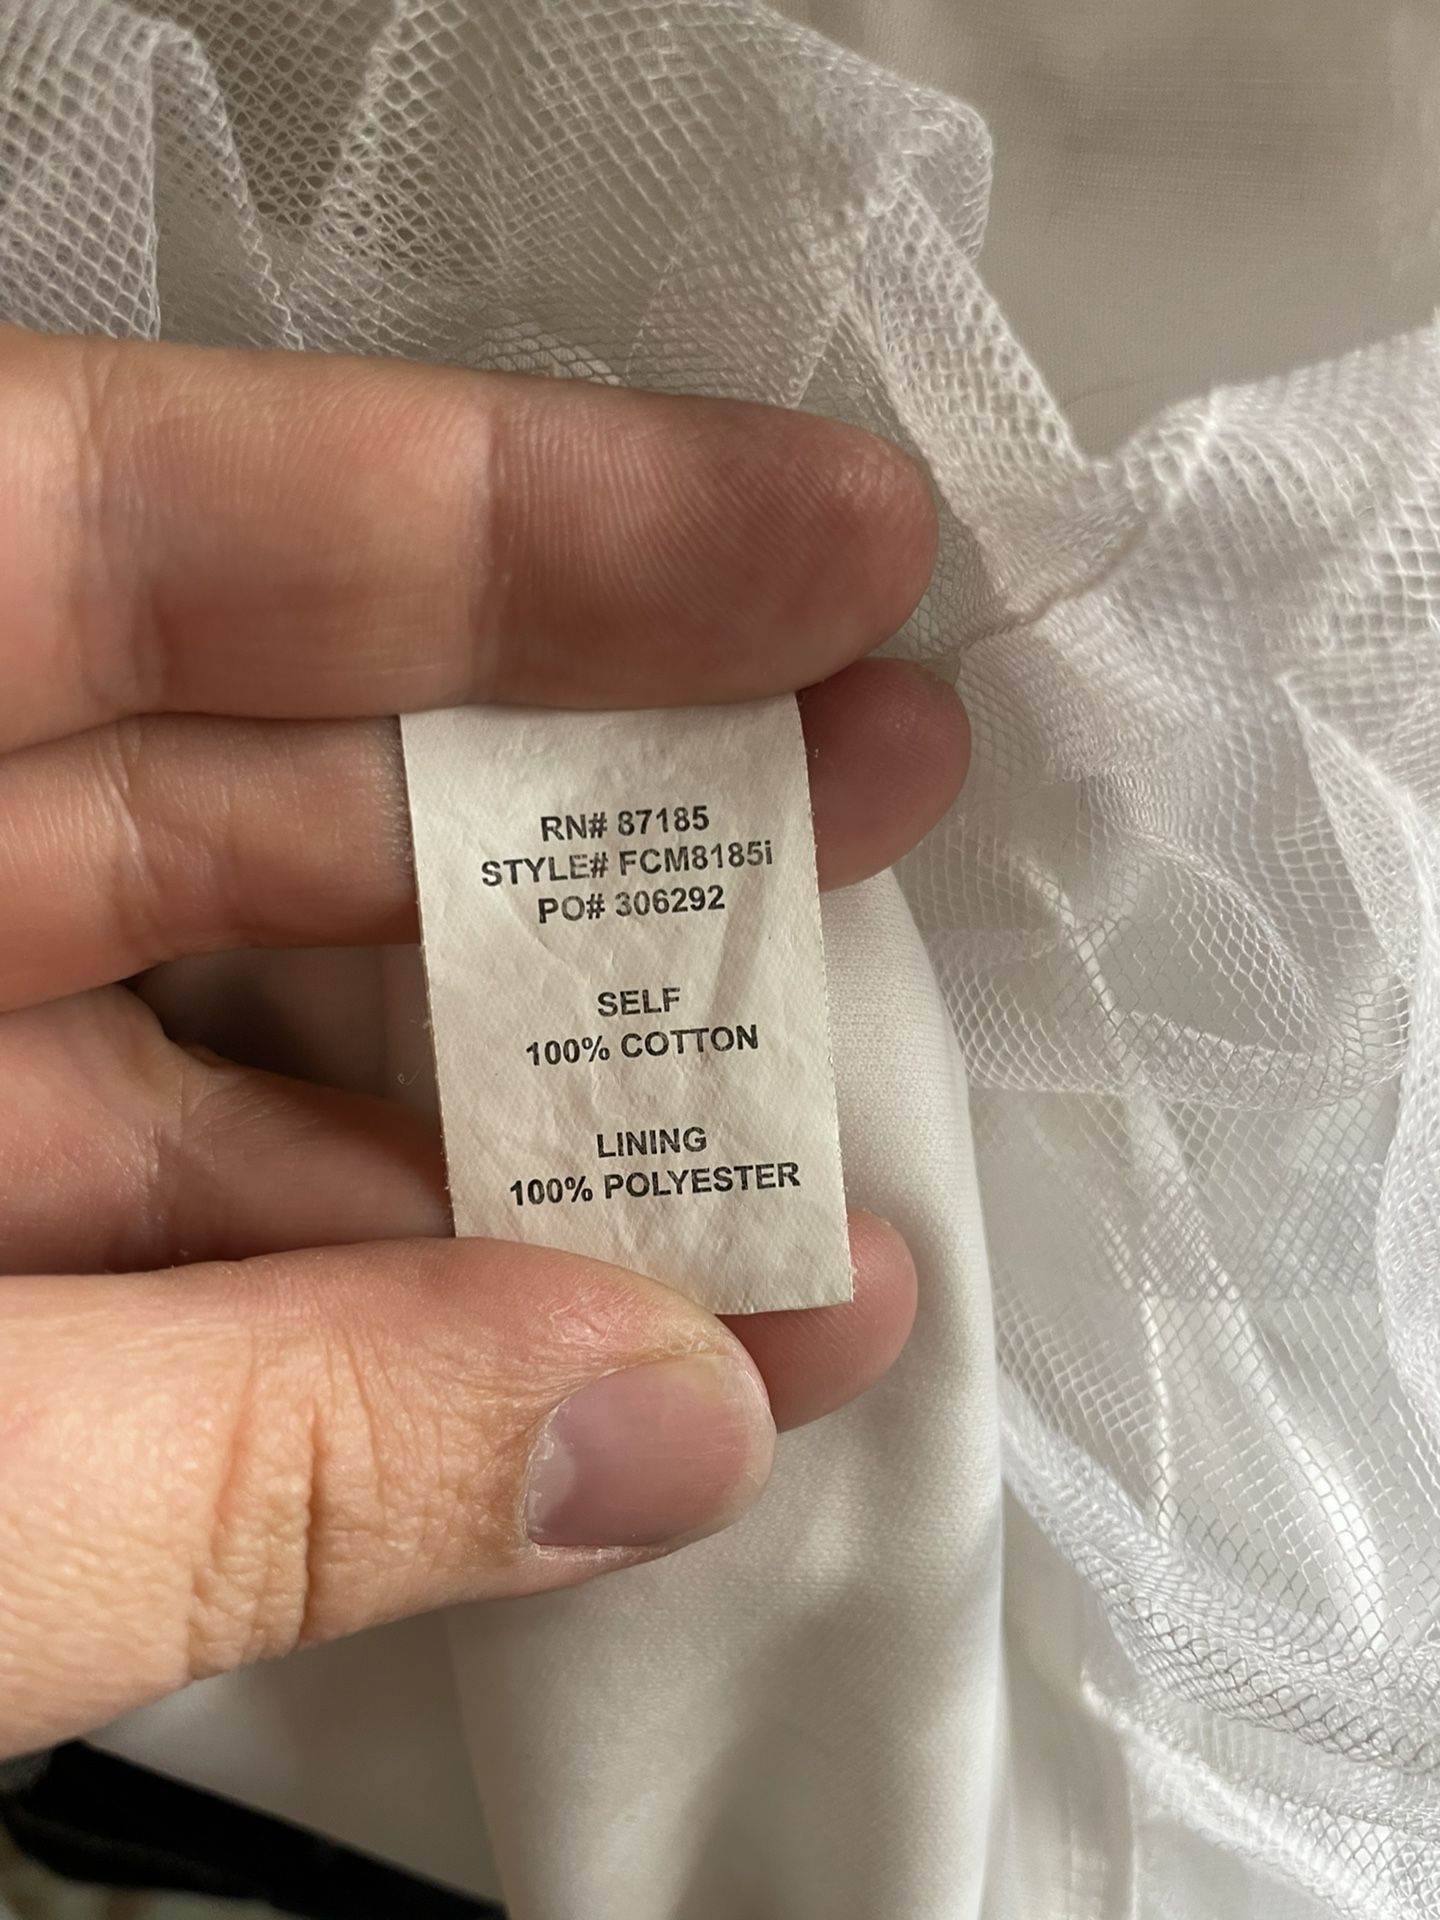 RN# 87185
STYLE# FCM8185i
PO# 306292
SELF
100% COTTON
LINING
100% POLYESTER